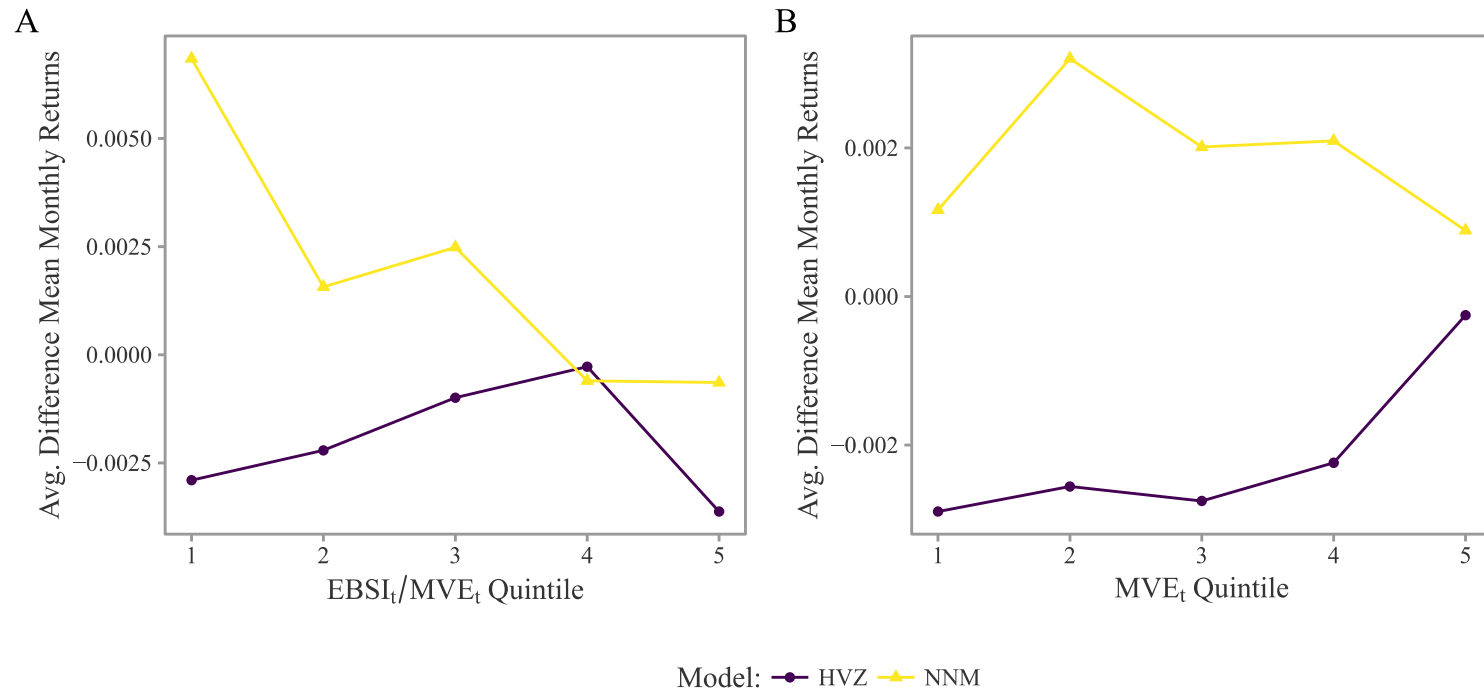 A
Avg. Difference Mean Monthly Returns
0.0050
0.0025
0.0000
−0.0025
1 2 3 4 5
EBSIt/MVEt Quintile
B
Avg. Difference Mean Monthly Returns
0.002
0.000
−0.002
1 2 3 4 5
MVEt Quintile
Model: HVZ NNM